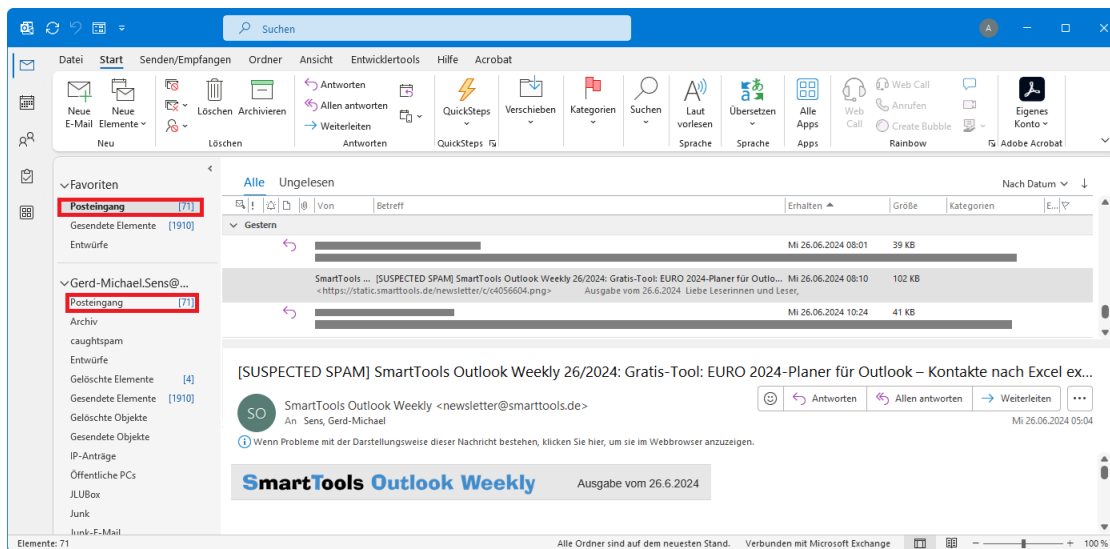 Suchen
A
Datei Start Senden/Empfangen Ordner Ansicht Entwicklertools Hilfe Acrobat
Neue E-Mail
Neue Elemente
Löschen
Archivieren
Antworten
Allen antworten
Weiterleiten
QuickSteps
Verschieben
Kategorien
Suchen
Laut vorlesen
Übersetzen
Alle Apps
Web Call
Web Call
Anrufen
Create Bubble
Eigenes Konto
Neu Löschen Antworten QuickSteps Sprache Sprache Apps Rainbow Adobe Acrobat
Favoriten
Posteingang [71]
Gesendete Elemente [1910]
Entwürfe
Gerd-Michael.Sens@...
Posteingang [71]
Archiv
caughtspam
Entwürfe
Gelöschte Elemente [4]
Gesendete Elemente [1910]
Gelöschte Objekte
Gesendete Objekte
IP-Anträge
Öffentliche PCs
JLUBox
Junk
Junk-E-Mail
Alle Ungelesen Nach Datum
! Von Betreff Erhalten Größe Kategorien E...
Gestern
Mi 26.06.2024 08:01 39 KB
SmartTools ... [SUSPECTED SPAM] SmartTools Outlook Weekly 26/2024: Gratis-Tool: EURO 2024-Planer für Outlo... Mi 26.06.2024 08:10 102 KB
<https://static.smarttools.de/newsletter/c/c4056604.png> Ausgabe vom 26.6.2024 Liebe Leserinnen und Leser,
Mi 26.06.2024 10:24 41 KB
[SUSPECTED SPAM] SmartTools Outlook Weekly 26/2024: Gratis-Tool: EURO 2024-Planer für Outlook – Kontakte nach Excel ex...
SO
SmartTools Outlook Weekly <newsletter@smarttools.de>
An Sens, Gerd-Michael
Antworten Allen antworten Weiterleiten ...
Mi 26.06.2024 05:04
Wenn Probleme mit der Darstellungsweise dieser Nachricht bestehen, klicken Sie hier, um sie im Webbrowser anzuzeigen.
SmartTools Outlook Weekly Ausgabe vom 26.6.2024
Elemente: 71 Alle Ordner sind auf dem neuesten Stand. Verbunden mit Microsoft Exchange 100 %